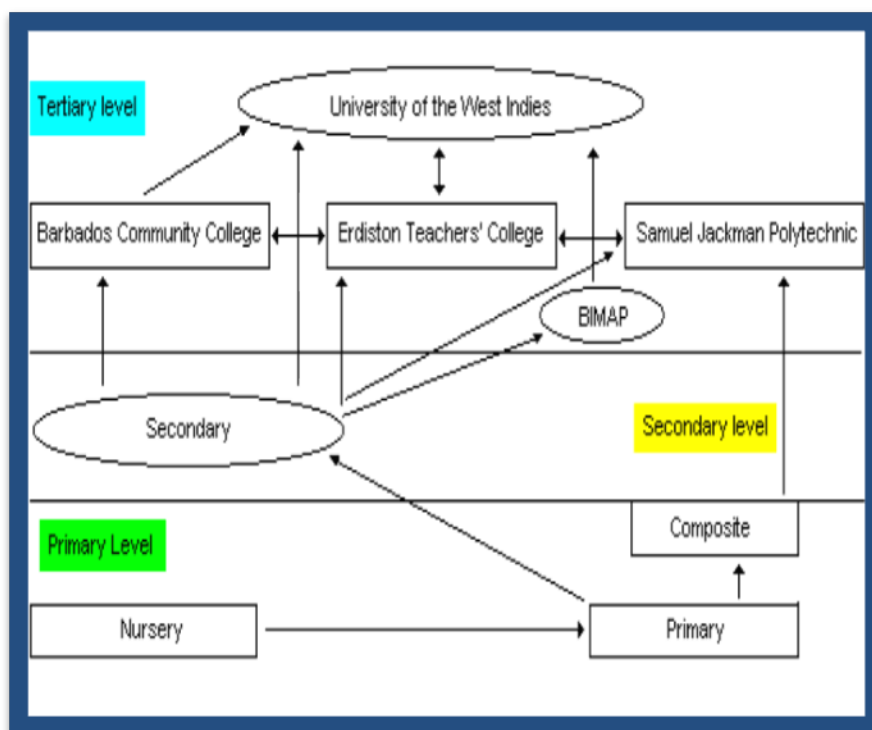 University of the West Indies
Tertiary level
Barbados Community College
Erdiston Teachers' College
Samuel Jackman Polytechnic
BIMAP
Secondary
Secondary level
Composite
Primary Level
Nursery
Primary